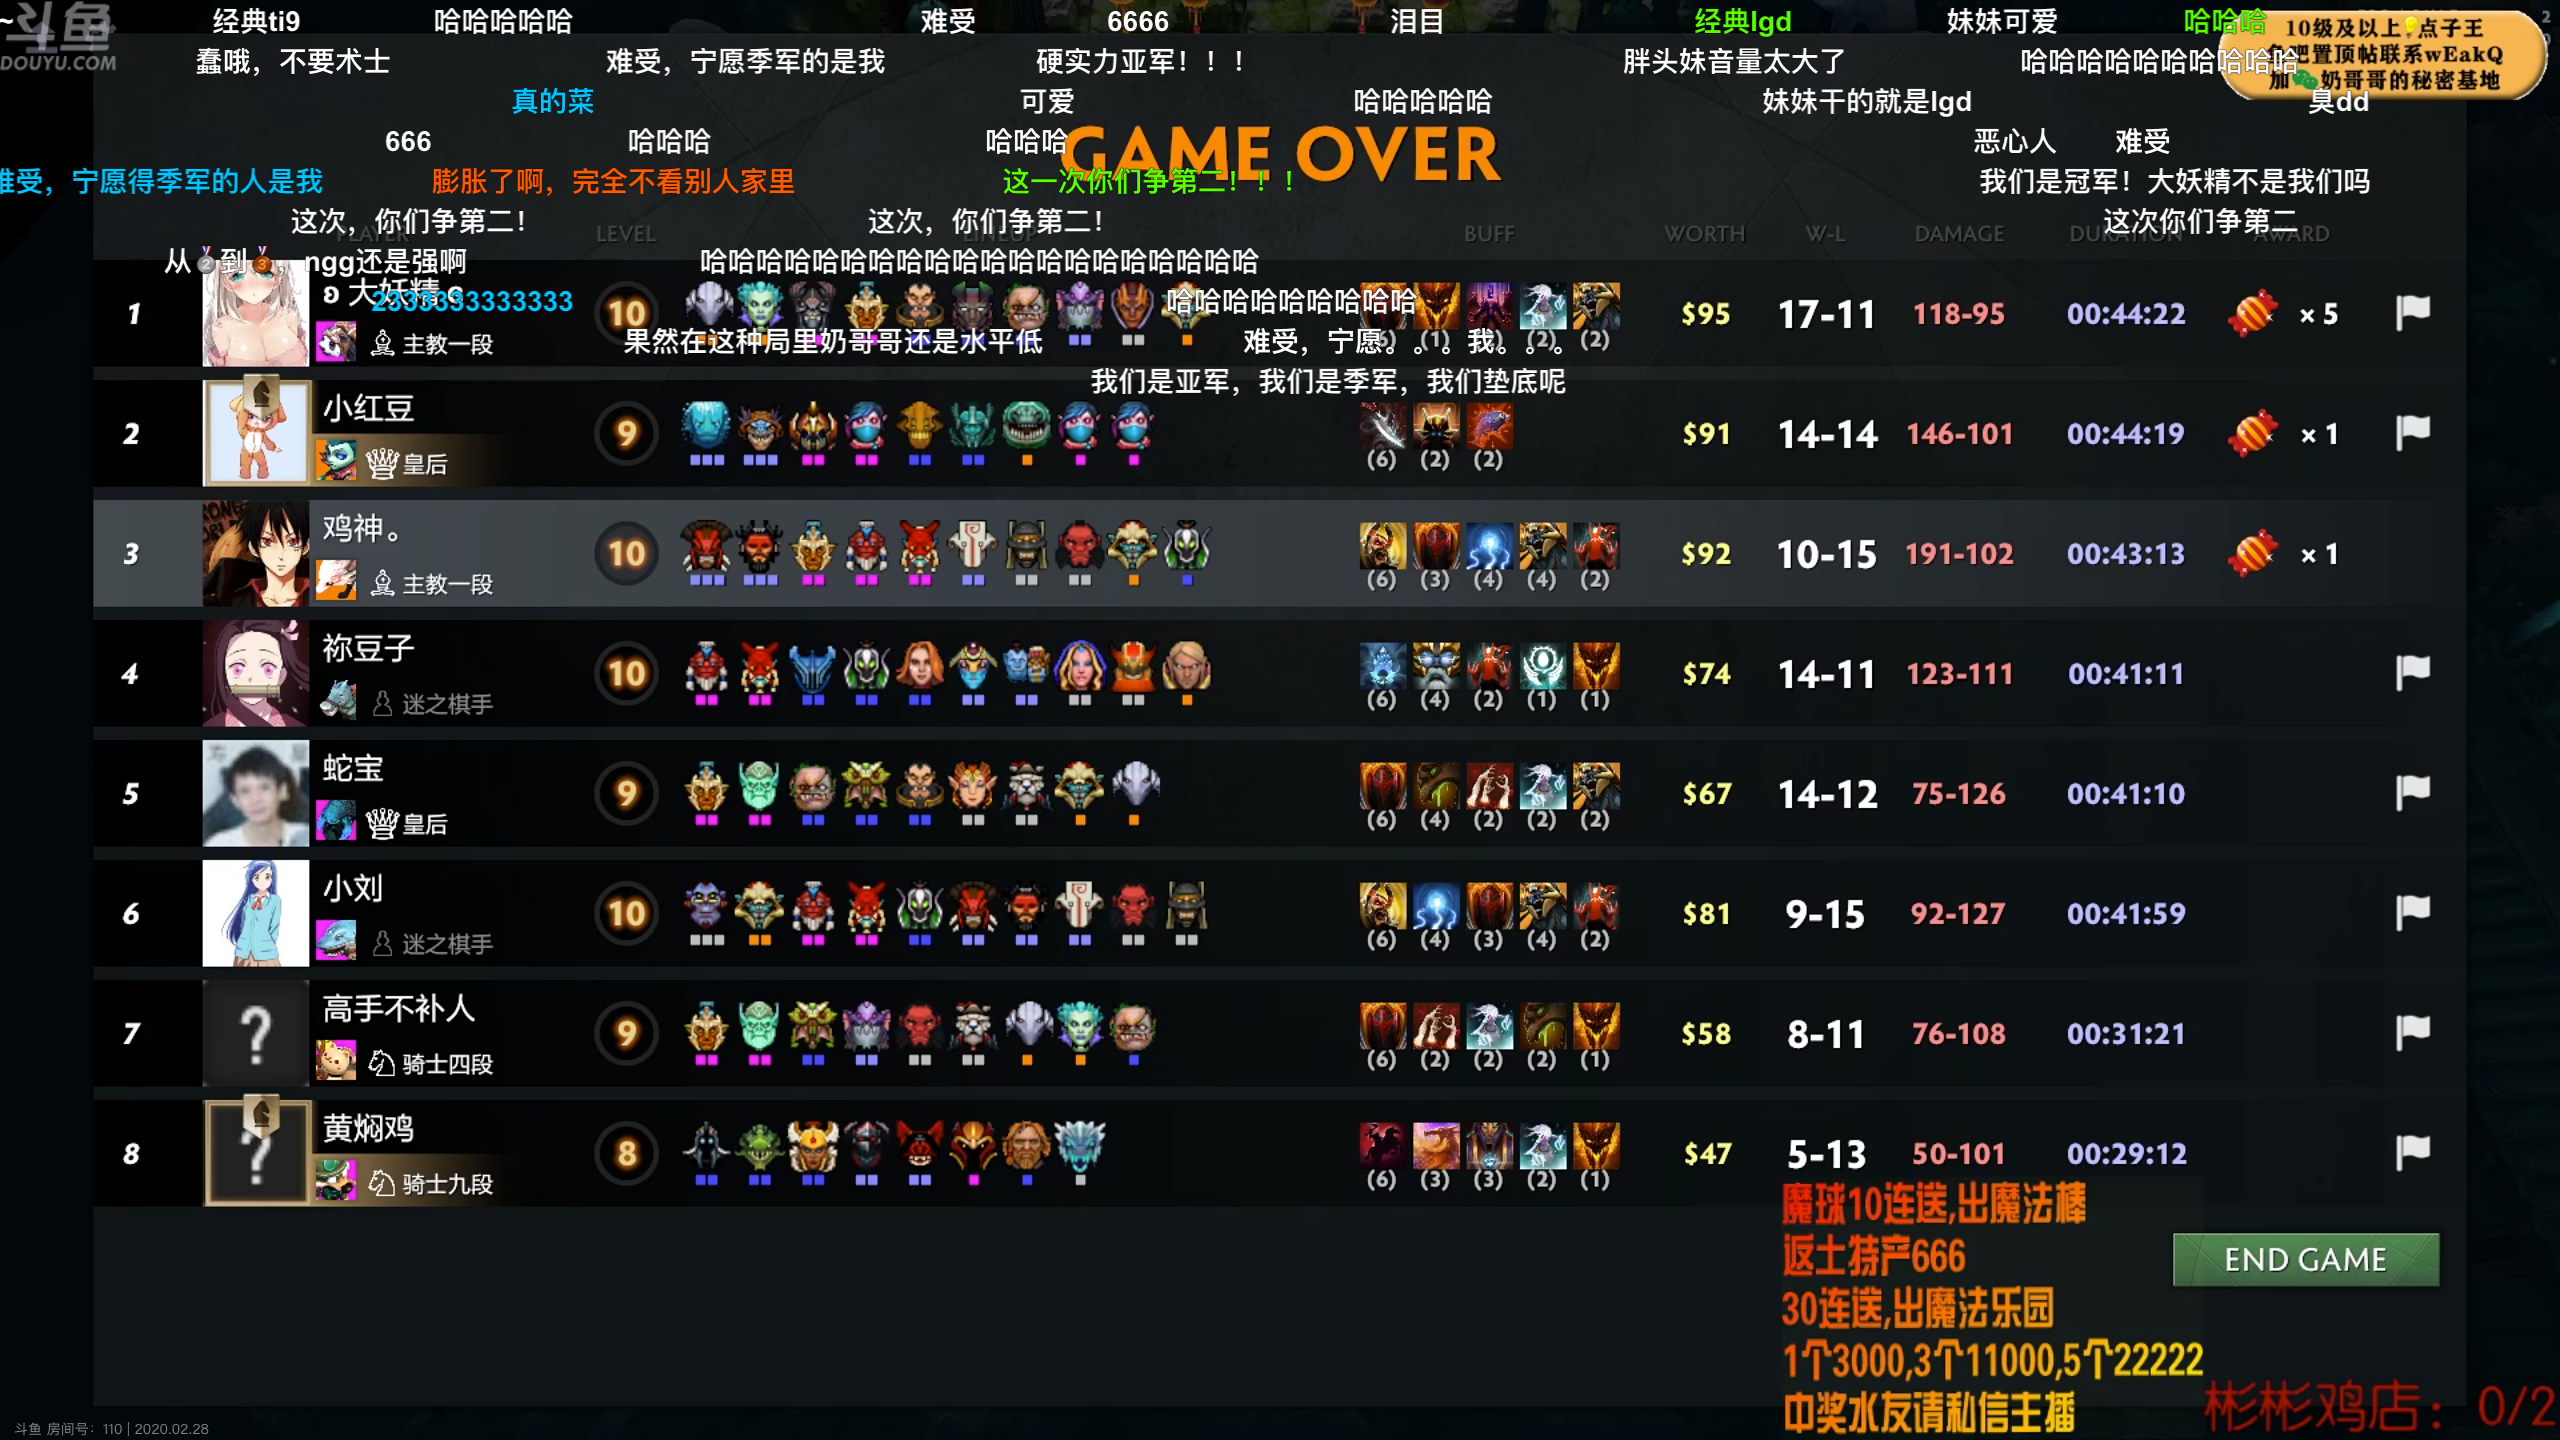 斗鱼
DOUYU.COM
经典ti9
哈哈哈哈哈
难受
6666
泪目
经典lgd
妹妹可爱
哈哈哈
10级及以上 点子王
鱼吧置顶帖联系wEakQ
加 奶哥哥的秘密基地
蠢哦，不要术士
难受，宁愿季军的是我
硬实力亚军！！！
胖头妹音量太大了
哈哈哈哈哈哈哈哈哈哈
真的菜
可爱
哈哈哈哈哈
妹妹干的就是lgd
臭dd
666
哈哈哈
哈哈哈
GAME OVER
恶心人
难受
难受，宁愿得季军的人是我
膨胀了啊，完全不看别人家里
这一次你们争第二！！！
我们是冠军！大妖精不是我们吗
这次，你们争第二！
这次，你们争第二！
这次你们争第二
PLAYER LEVEL LINEUP BUFF WORTH W-L DAMAGE DURATION AWARD
从2到3，ngg还是强啊
哈哈哈哈哈哈哈哈哈哈哈哈哈哈哈哈哈哈哈哈
2333333333333
哈哈哈哈哈哈哈哈哈
果然在这种局里奶哥哥还是水平低
难受，宁愿。。。我。。。
我们是亚军，我们是季军，我们垫底呢
1 ʚ 大妖精 ɞ 主教一段 10 (1) (2) (2) $95 17-11 118-95 00:44:22 × 5
2 小红豆 皇后 9 (6) (2) (2) $91 14-14 146-101 00:44:19 × 1
3 鸡神。 主教一段 10 (6) (3) (4) (4) (2) $92 10-15 191-102 00:43:13 × 1
4 祢豆子 迷之棋手 10 (6) (4) (2) (1) (1) $74 14-11 123-111 00:41:11
5 蛇宝 皇后 9 (6) (4) (2) (2) (2) $67 14-12 75-126 00:41:10
6 小刘 迷之棋手 10 (6) (4) (3) (4) (2) $81 9-15 92-127 00:41:59
7 ? 高手不补人 骑士四段 9 (6) (2) (2) (2) (1) $58 8-11 76-108 00:31:21
8 ? 黄焖鸡 骑士九段 8 (6) (3) (3) (2) (1) $47 5-13 50-101 00:29:12
魔球10连送,出魔法棒
返土特产666
30连送,出魔法乐园
1个3000,3个11000,5个22222
中奖水友请私信主播
END GAME
彬彬鸡店：0/2
斗鱼 房间号：110 | 2020.02.28